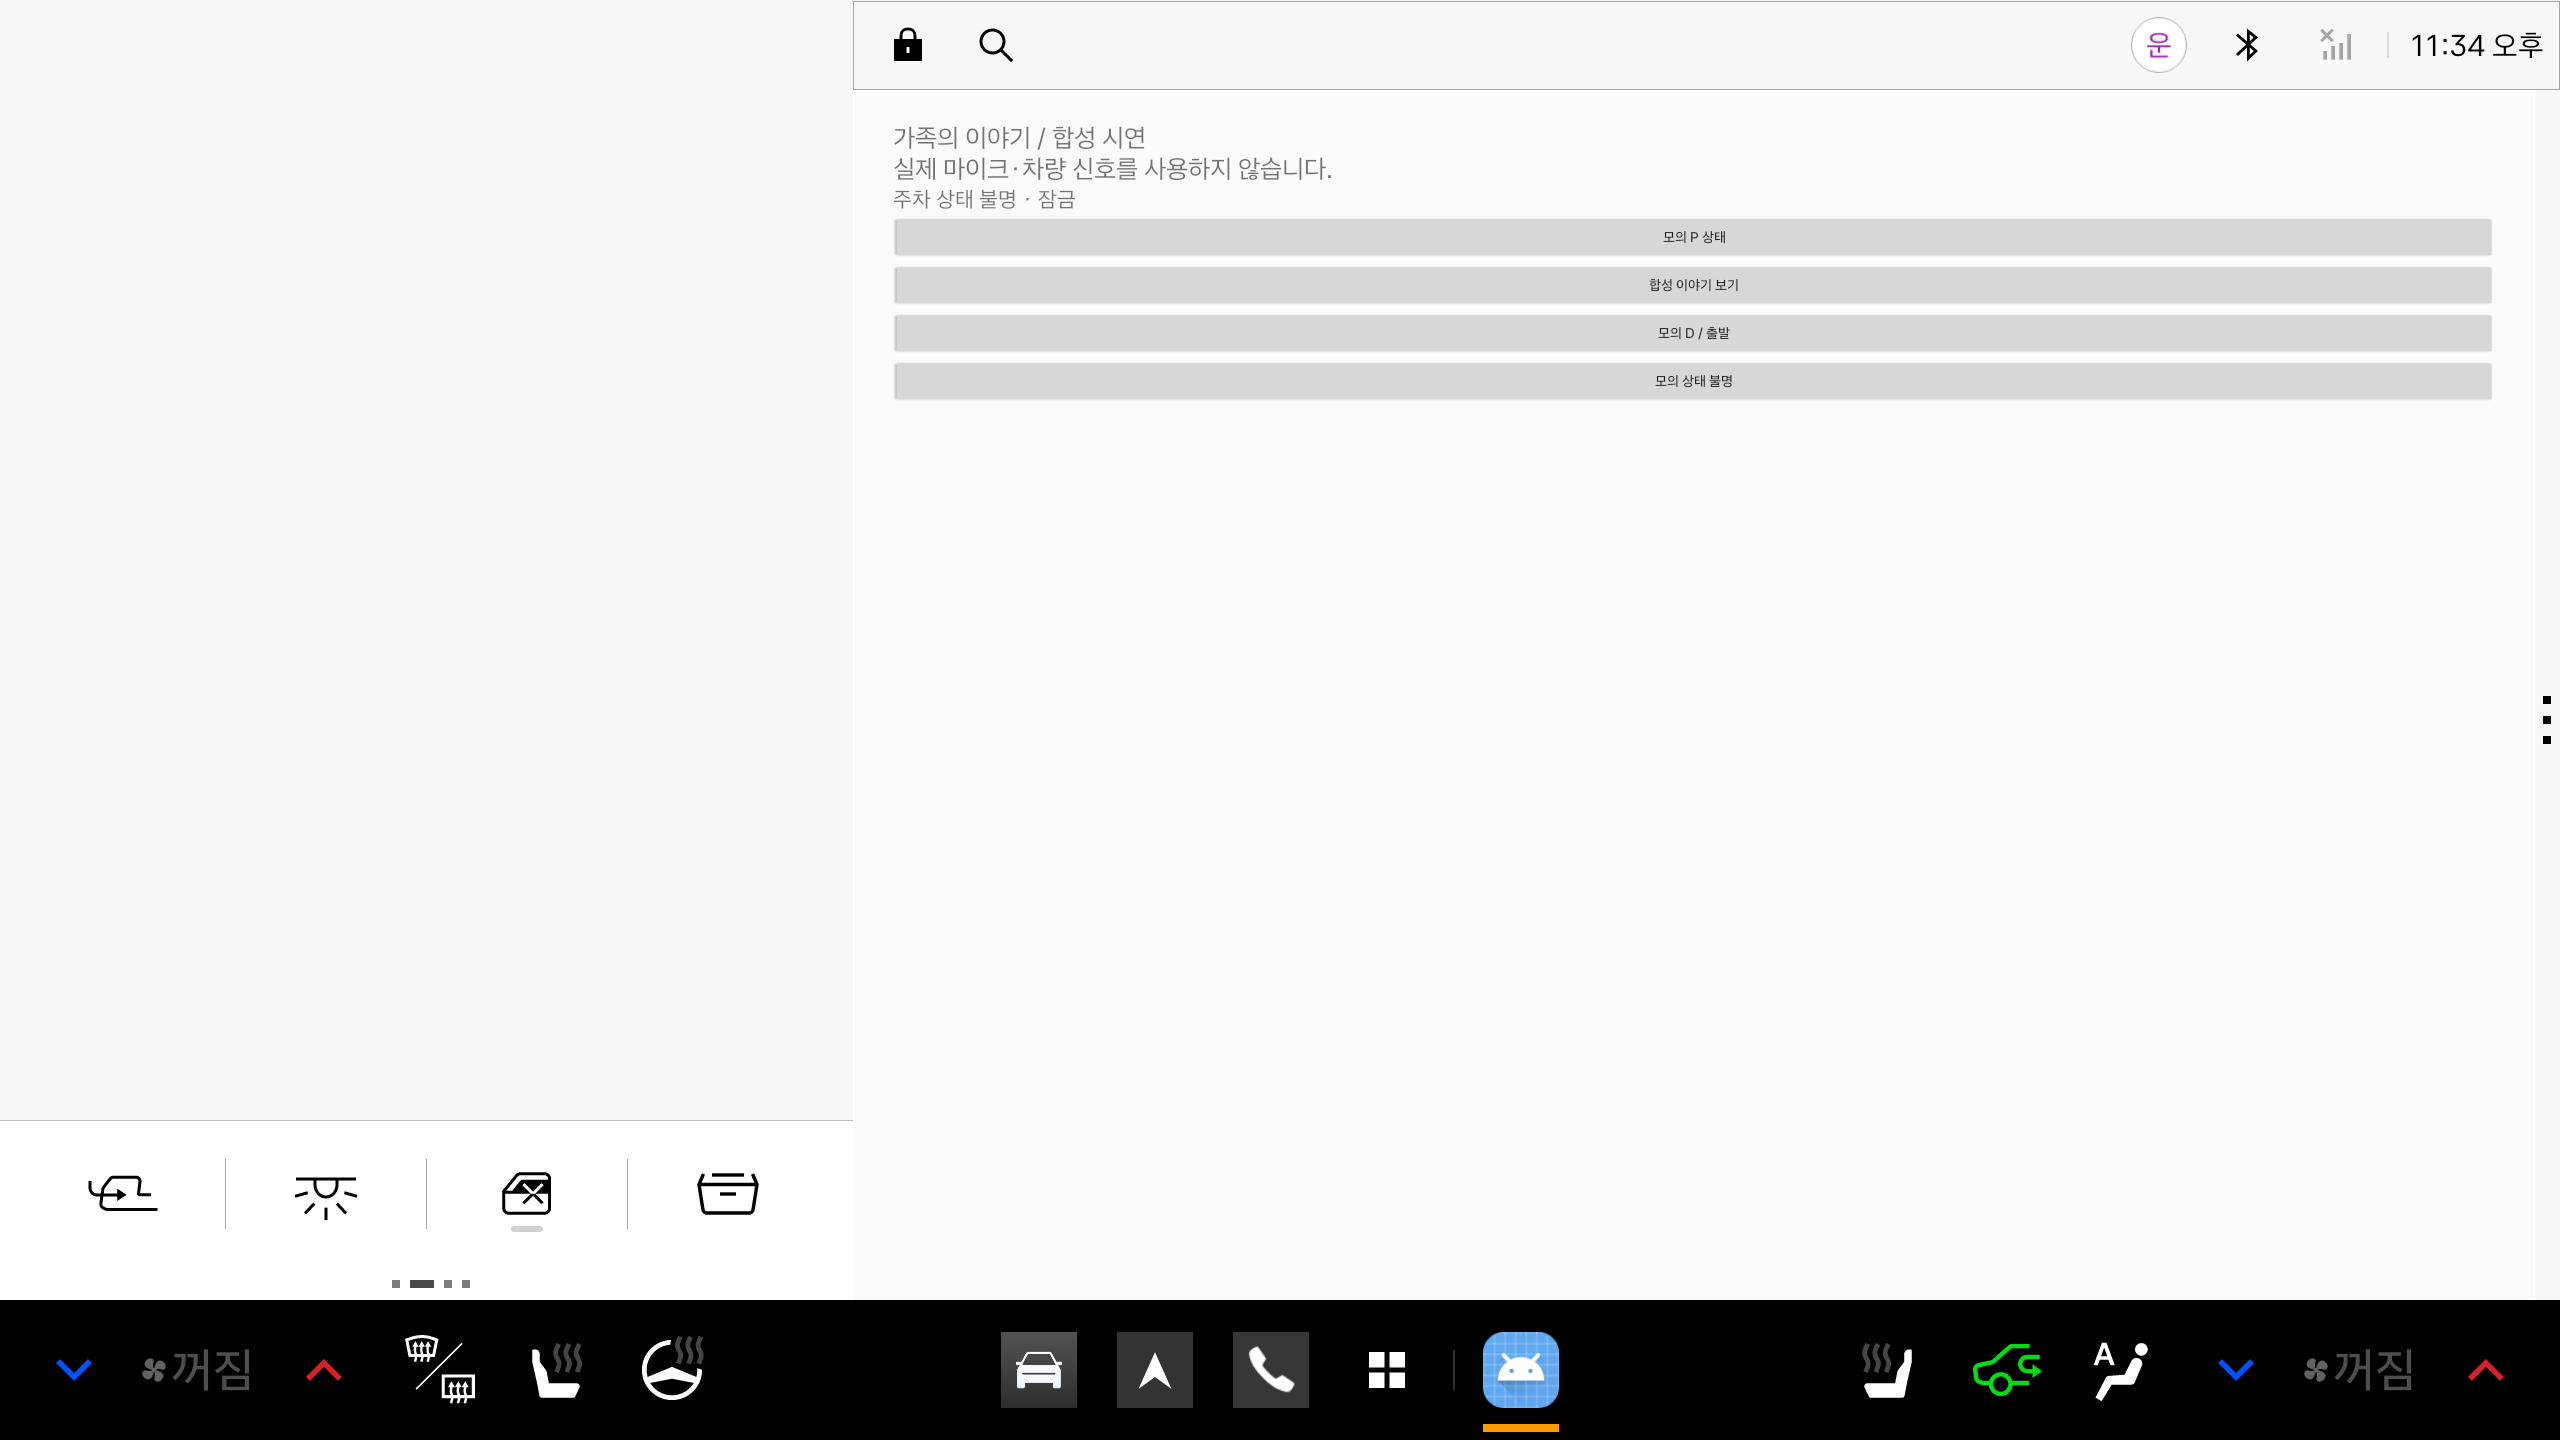 운
11:34 오후
가족의 이야기 / 합성 시연
실제 마이크·차량 신호를 사용하지 않습니다.
주차 상태 불명 · 잠금
모의 P 상태
합성 이야기 보기
모의 D / 출발
모의 상태 불명
꺼짐
A
꺼짐